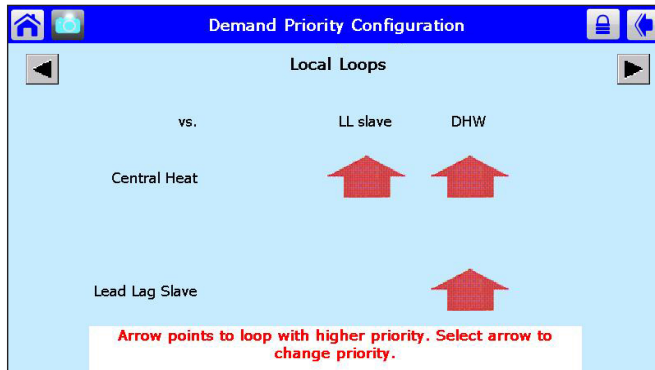 Demand Priority Configuration
Local Loops
vs. LL slave DHW
Central Heat
Lead Lag Slave
Arrow points to loop with higher priority. Select arrow to
change priority.